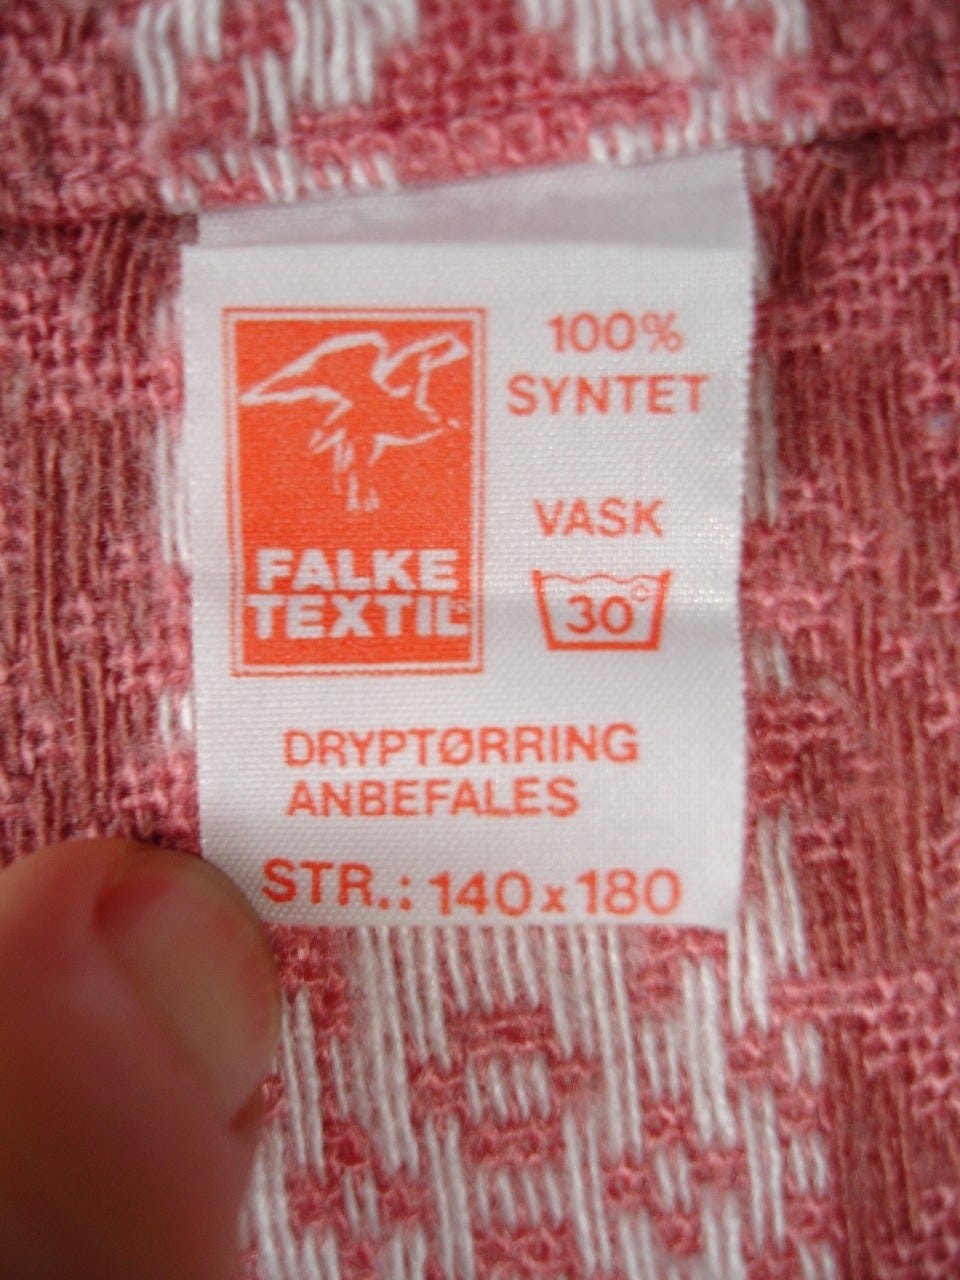 100%
SYNTET
VASK
30°C
FALKE
TEXTIL®
DRYPTØRRING
ANBEFALES
STR.: 140x180